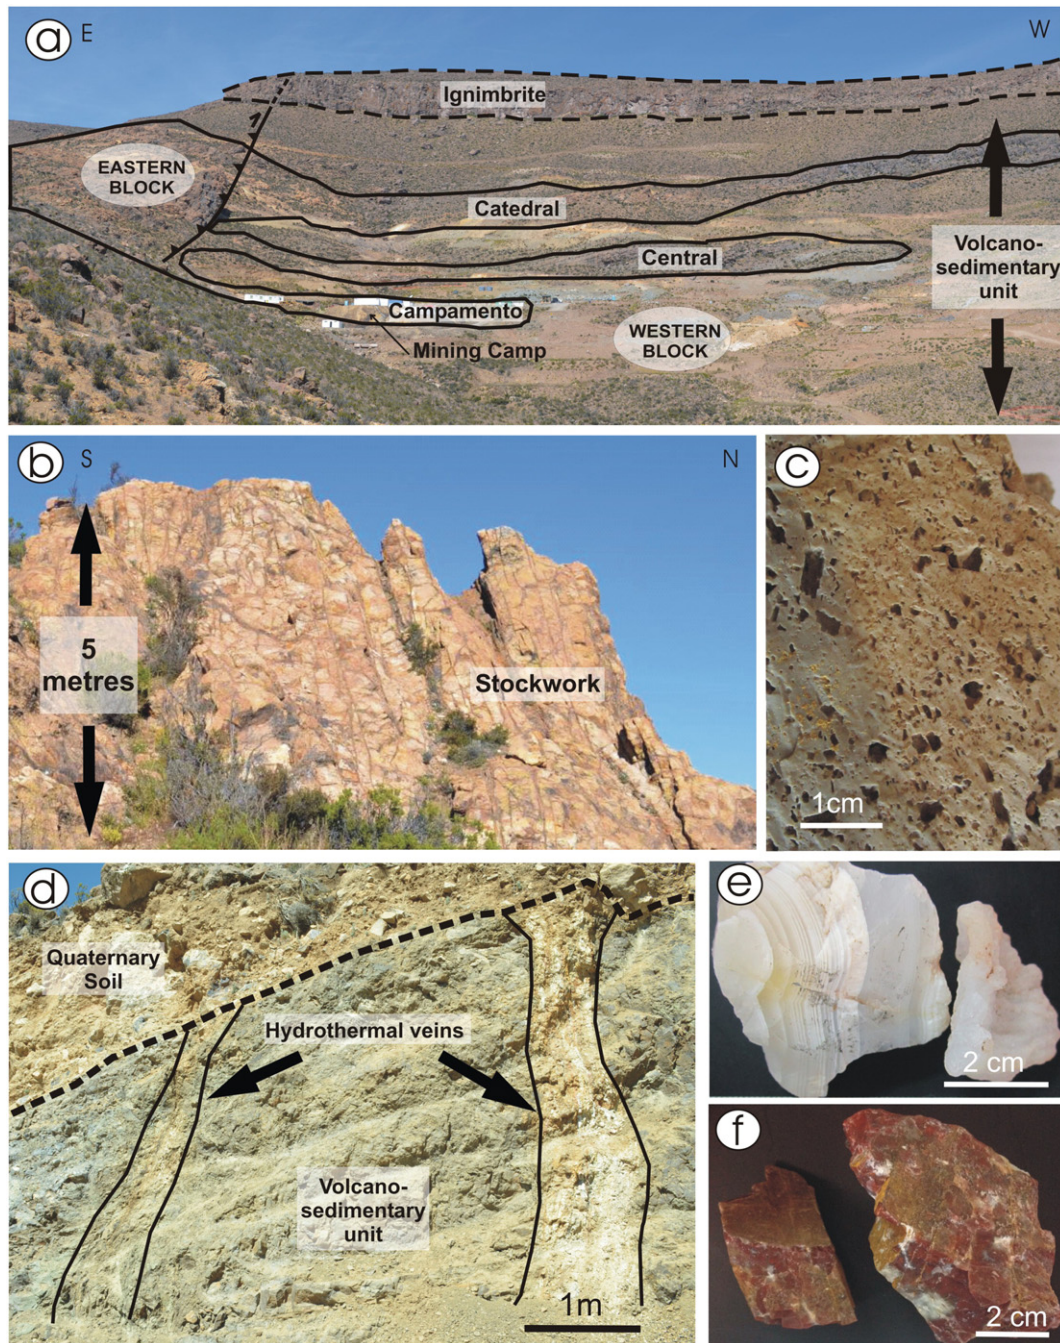 a
E
W
Ignimbrite
EASTERN
BLOCK
Catedral
Central
Volcano-
sedimentary
unit
Campamento
WESTERN
BLOCK
Mining Camp
b
S
N
5
metres
Stockwork
c
1cm
d
Quaternary
Soil
Hydrothermal veins
Volcano-
sedimentary
unit
1m
e
2 cm
f
2 cm